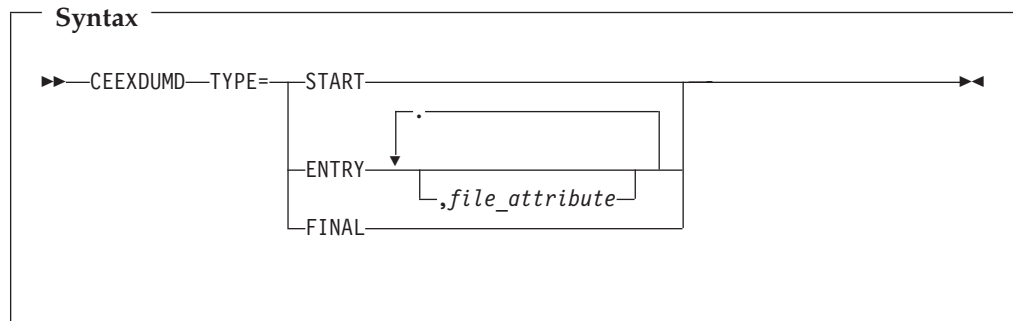 Syntax
CEEXDUMD TYPE= START
.
ENTRY
,file_attribute
FINAL